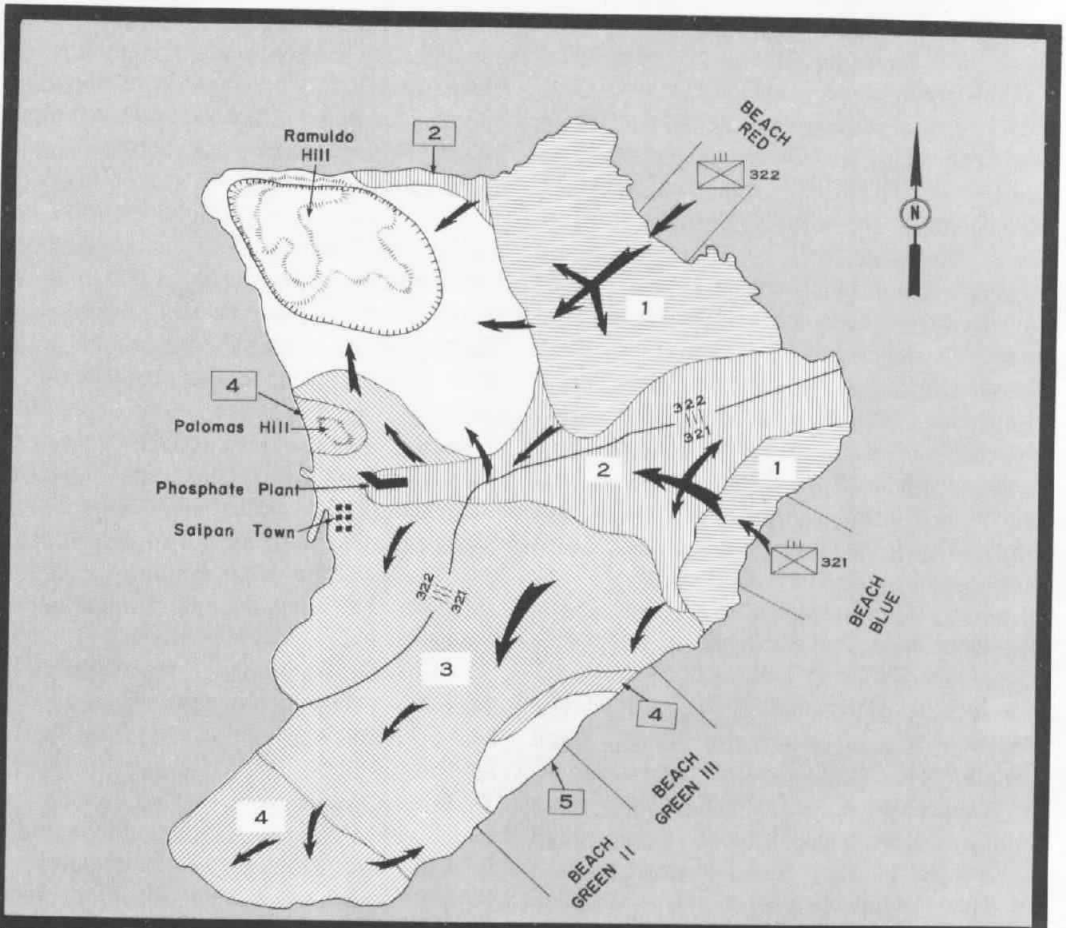 Ramuldo
Hill
2
BEACH
RED
322
N
1
4
Palomas Hill
322
321
2
1
Phosphate Plant
Saipan Town
321
322
321
BEACH
BLUE
3
4
BEACH
GREEN III
5
4
BEACH
GREEN II